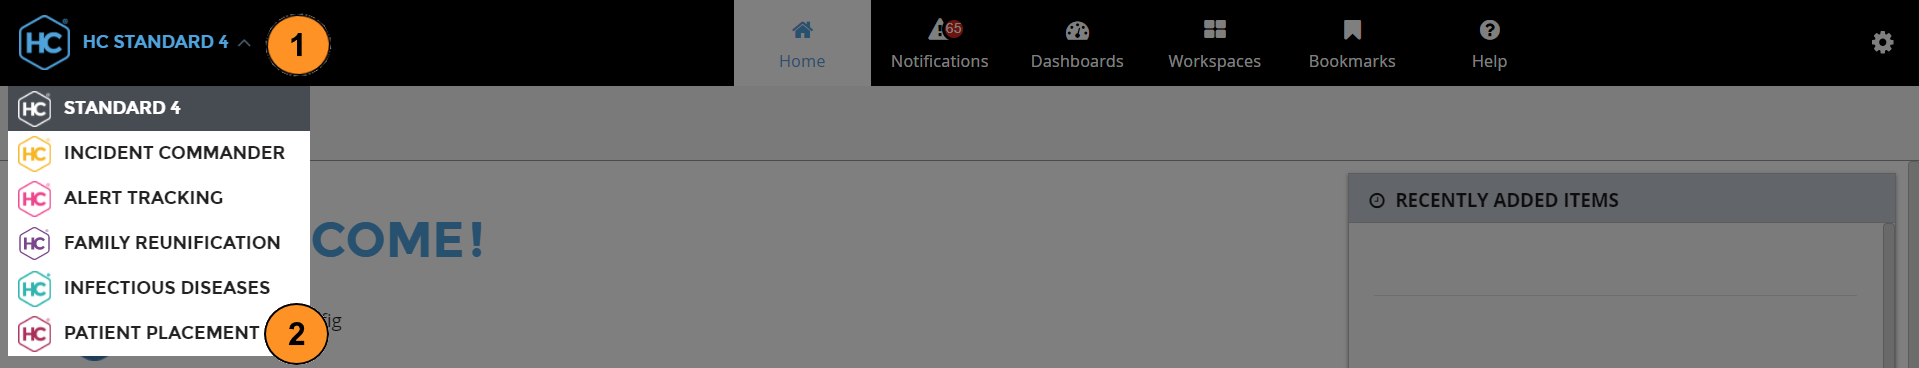 HC HC STANDARD 4 1
65
Home Notifications Dashboards Workspaces Bookmarks Help
HC STANDARD 4
HC INCIDENT COMMANDER
HC ALERT TRACKING
HC FAMILY REUNIFICATION
HC INFECTIOUS DISEASES
HC PATIENT PLACEMENT 2
COME!
fig
RECENTLY ADDED ITEMS